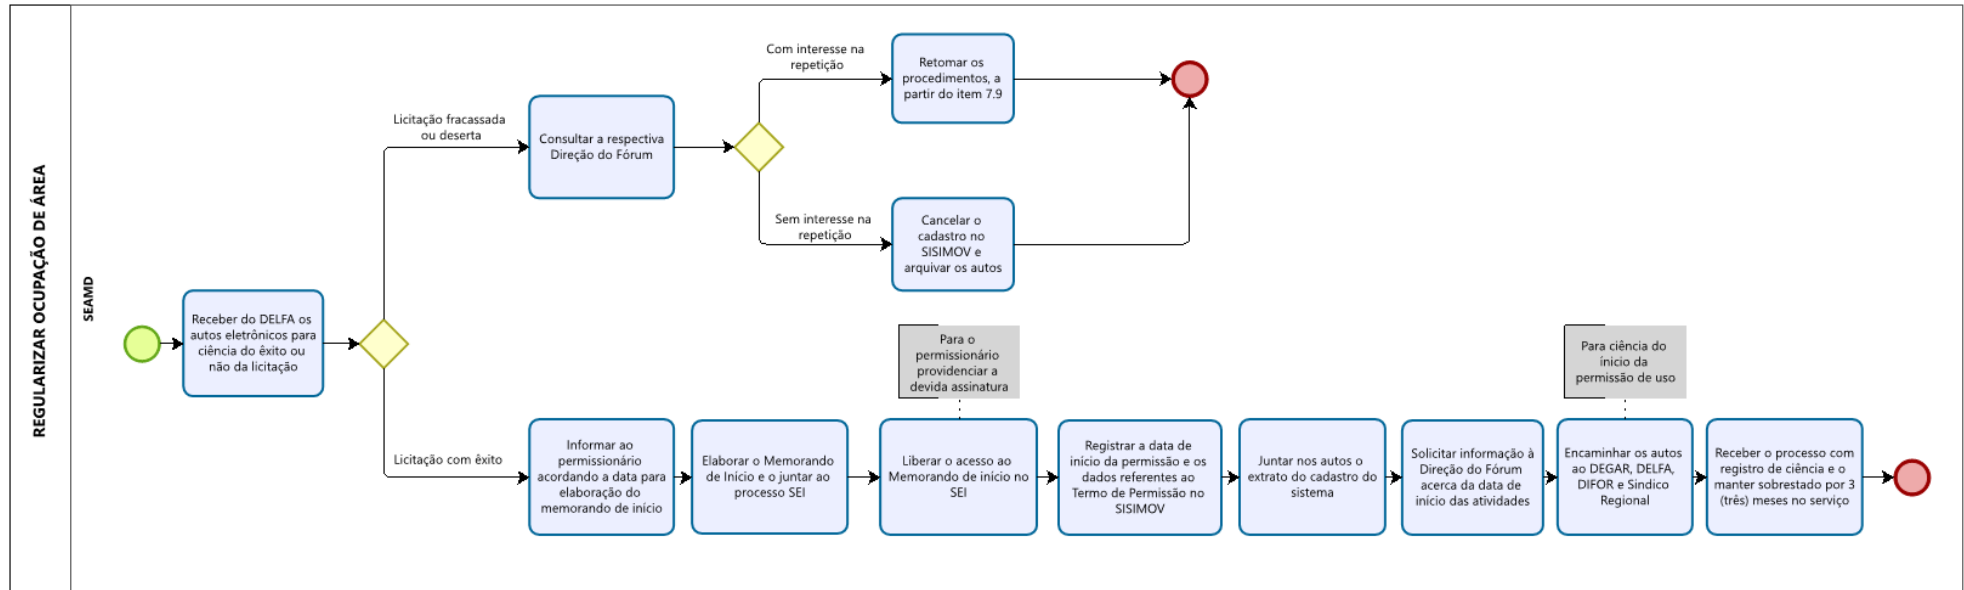 REGULARIZAR OCUPAÇÃO DE ÁREA
SEAMD
Receber do DELFA os
autos eletrônicos para
ciência do êxito ou
não da licitação
Licitação fracassada
ou deserta
Consultar a respectiva
Direção do Fórum
Com interesse na
repetição
Retomar os
procedimentos, a
partir do item 7.9
Sem interesse na
repetição
Cancelar o
cadastro no
SISIMOV e
arquivar os autos
Licitação com êxito
Informar ao
permissionário
acordando a data para
elaboração do
memorando de início
Elaborar o Memorando
de Início e o juntar ao
processo SEI
Para o
permissionário
providenciar a
devida assinatura
Liberar o acesso ao
Memorando de início no
SEI
Registrar a data de
início da permissão e os
dados referentes ao
Termo de Permissão no
SISIMOV
Juntar nos autos o
extrato do cadastro do
sistema
Solicitar informação à
Direção do Fórum
acerca da data de
início das atividades
Para ciência do
ínicio da
permissão de uso
Encaminhar os autos
ao DEGAR, DELFA,
DIFOR e Sindico
Regional
Receber o processo com
registro de ciência e o
manter sobrestado por 3
(três) meses no serviço